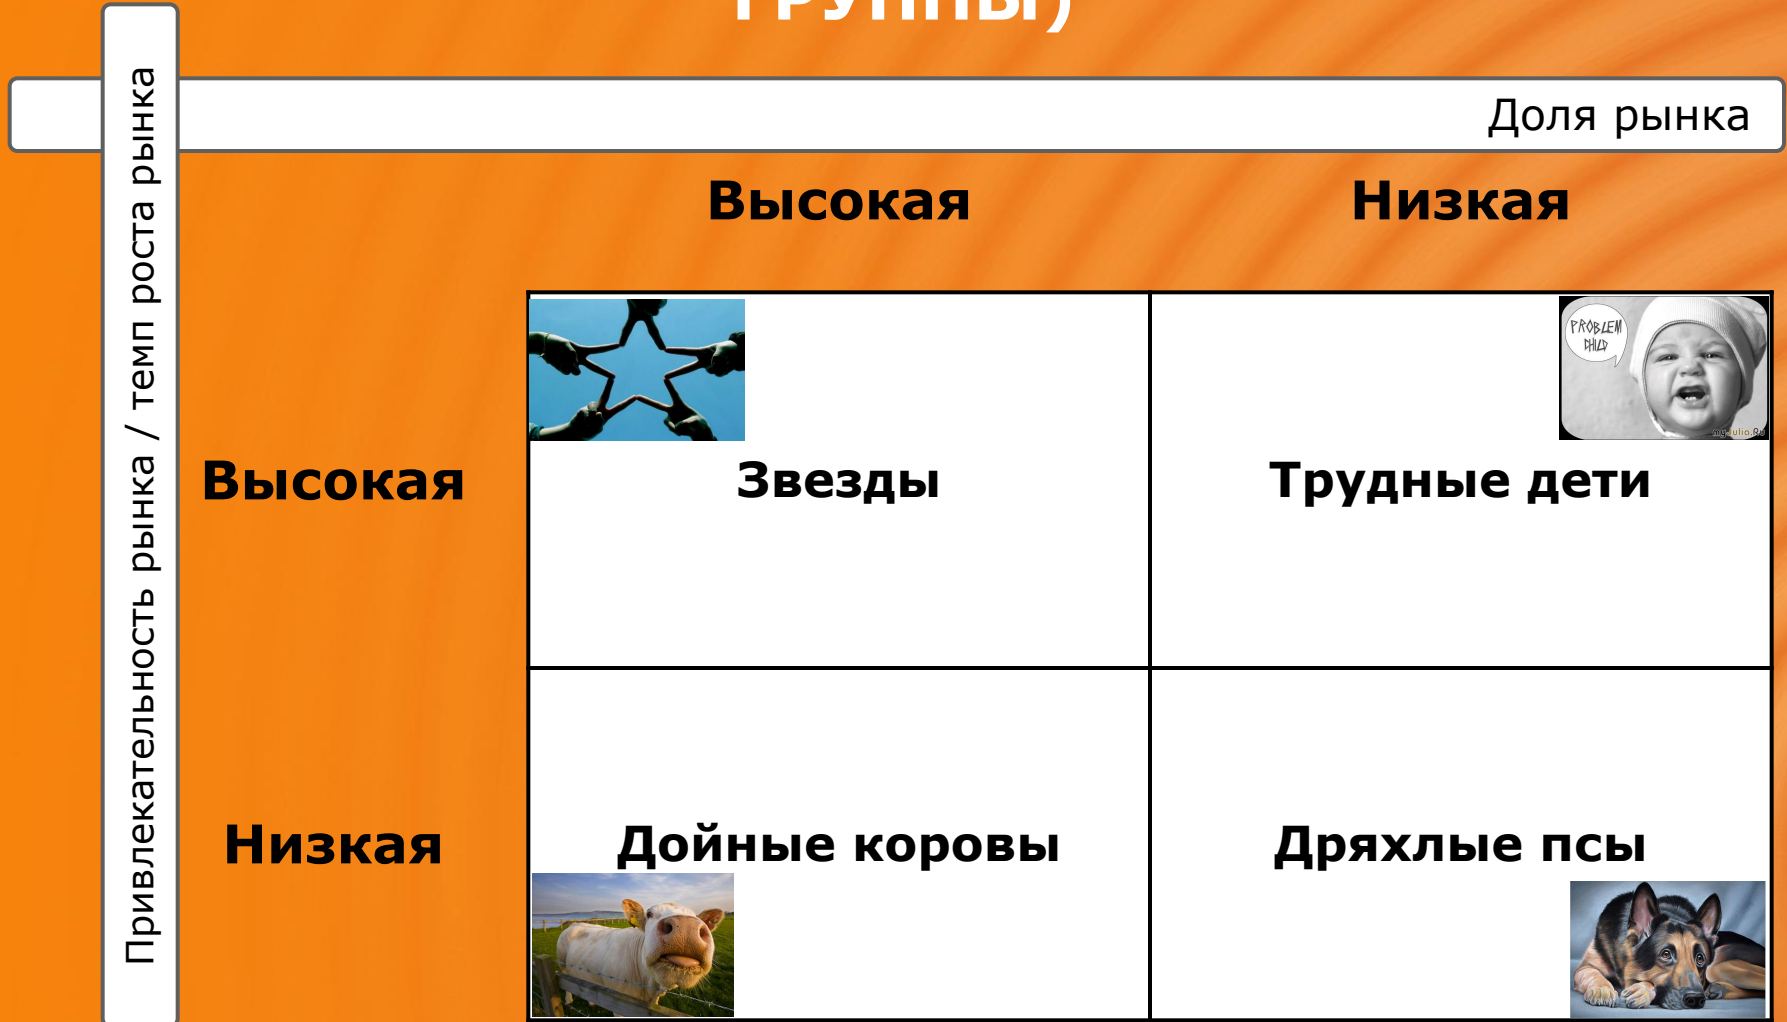 ГРУППЫ)
Доля рынка
Привлекательность рынка / темп роста рынка
Высокая
Низкая
PROBLEM
CHILD
Высокая
Звезды
Трудные дети
Низкая
Дойные коровы
Дряхлые псы